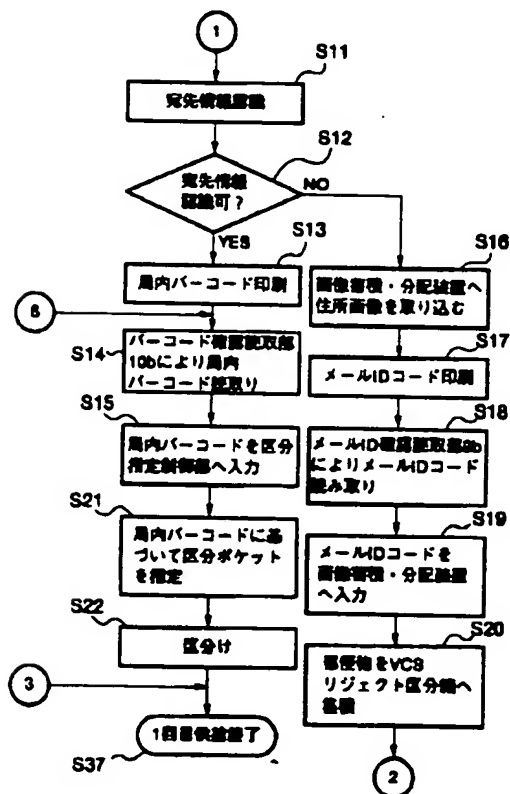 1
S11
宛先情報認識
S12
宛先情報
認識可?
NO
YES
S13
局内バーコード印刷
6
S14
バーコード確認読取部
10bにより局内
バーコード読取り
S15
局内バーコードを区分
指定制御部へ入力
S21
局内バーコードに基
づいて区分ポケット
を指定
S22
区分け
3
1回目供給終了
S37
S16
画像蓄積・分配装置へ
住所画像を取り込む
S17
メールIDコード印刷
S18
メールID確認読取部9b
によりメールIDコード
読み取り
S19
メールIDコードを
画像蓄積・分配装置
へ入力
S20
郵便物をVCS
リジェクト区分箱へ
集積
2